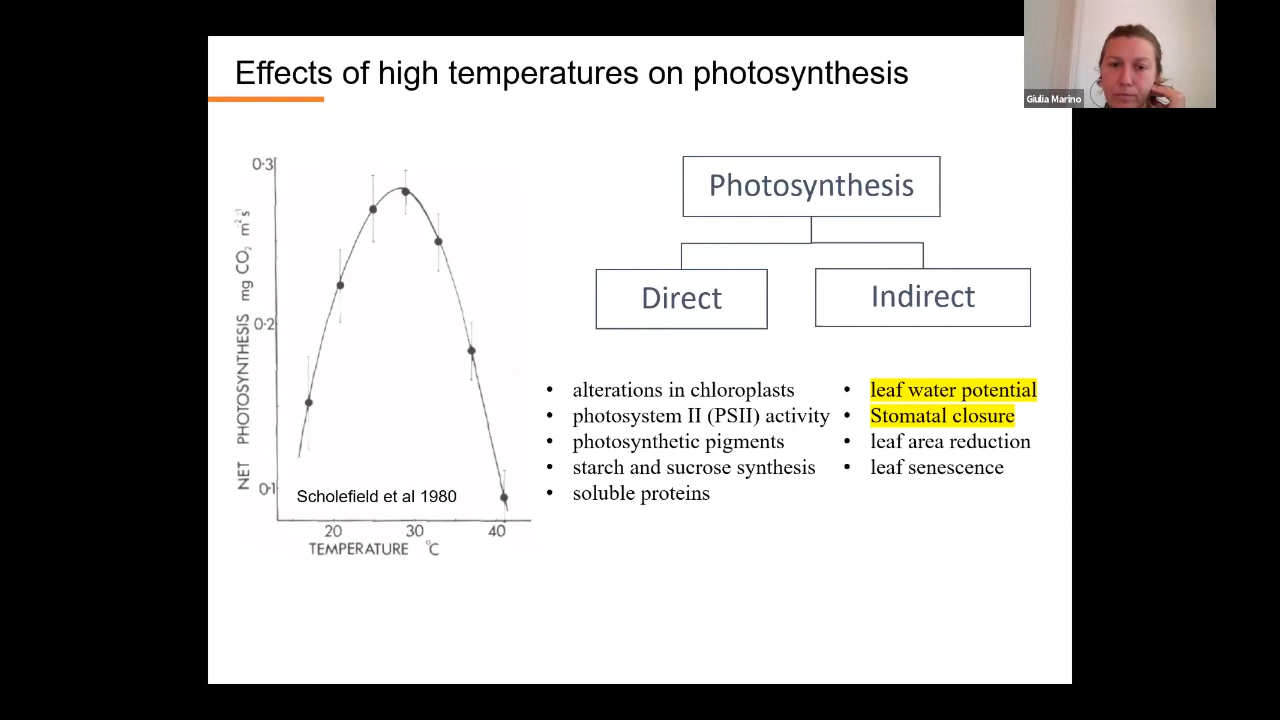 Effects of high temperatures on photosynthesis
Giulia Marino
0·3
0·2
0·1
NET PHOTOSYNTHESIS mg CO2 m-2 s-1
Scholefield et al 1980
20 30 40
TEMPERATURE °C
Photosynthesis
Direct
Indirect
• alterations in chloroplasts
• photosystem II (PSII) activity
• photosynthetic pigments
• starch and sucrose synthesis
• soluble proteins
• leaf water potential
• Stomatal closure
• leaf area reduction
• leaf senescence